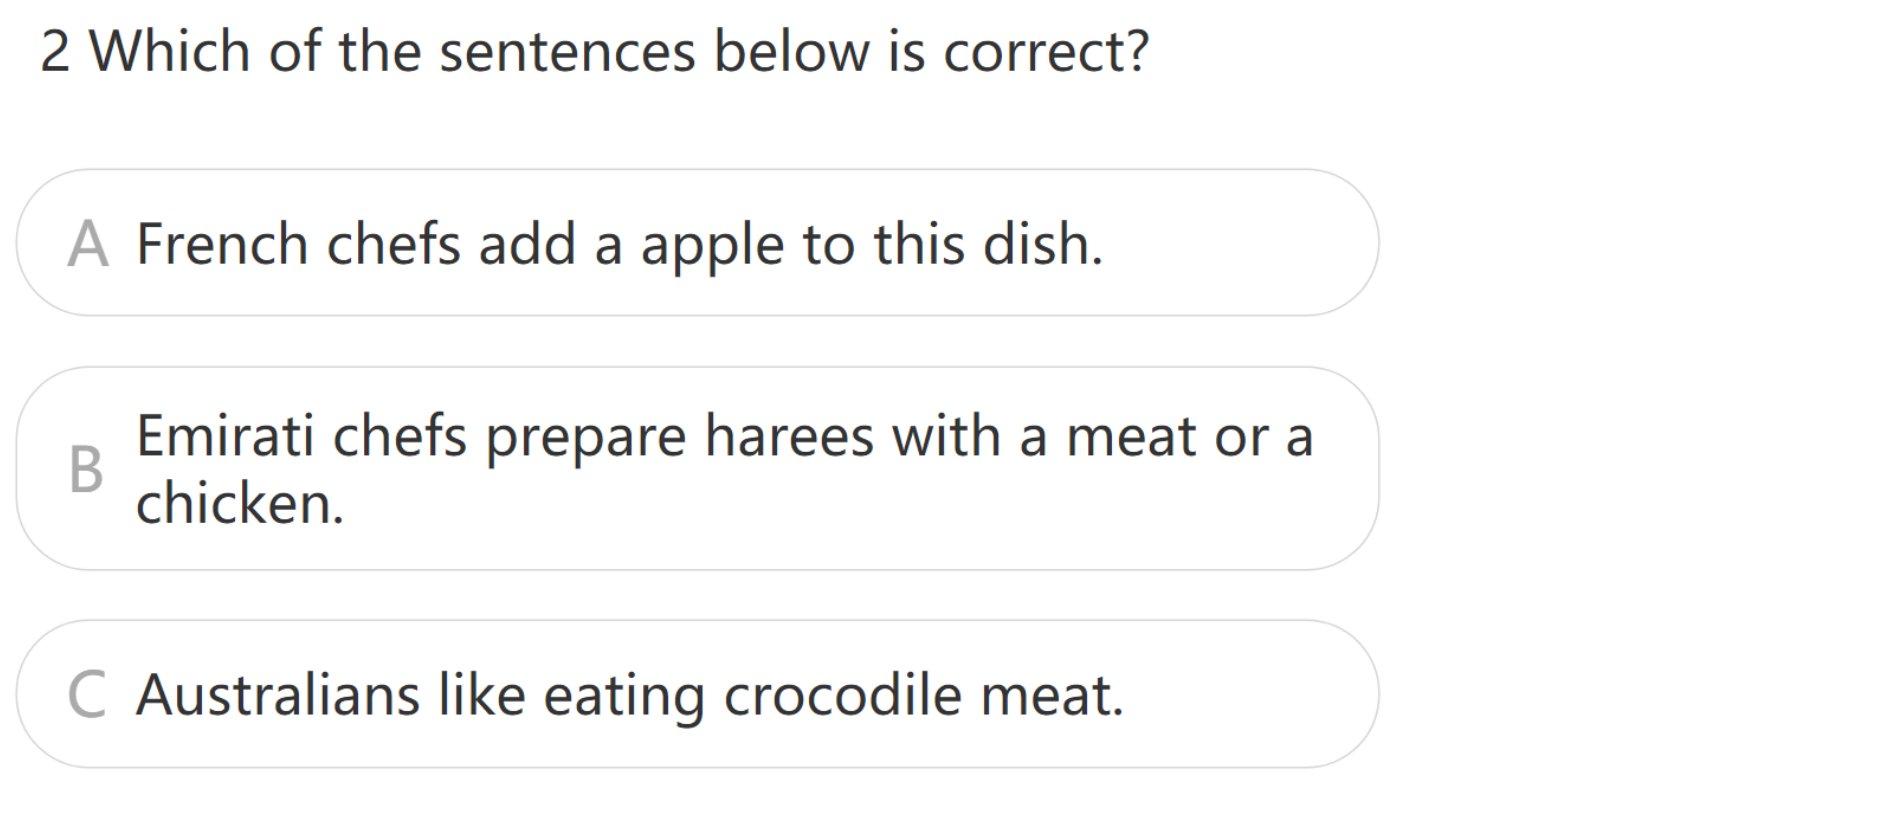 2 Which of the sentences below is correct?
A French chefs add a apple to this dish.
B Emirati chefs prepare harees with a meat or a
chicken.
C Australians like eating crocodile meat.